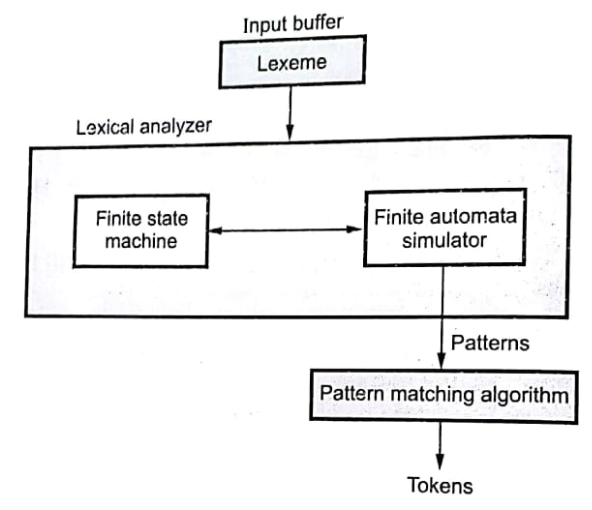 Input buffer
Lexeme
Lexical analyzer
Finite state
machine
Finite automata
simulator
Patterns
Pattern matching algorithm
Tokens